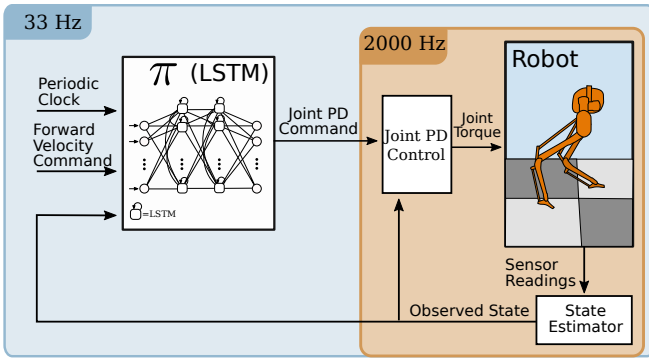 33 Hz
2000 Hz
π (LSTM)
Robot
Periodic
Clock
Forward
Velocity
Command
Joint PD
Command
Joint PD
Control
Joint
Torque
=LSTM
Sensor
Readings
Observed State
State
Estimator